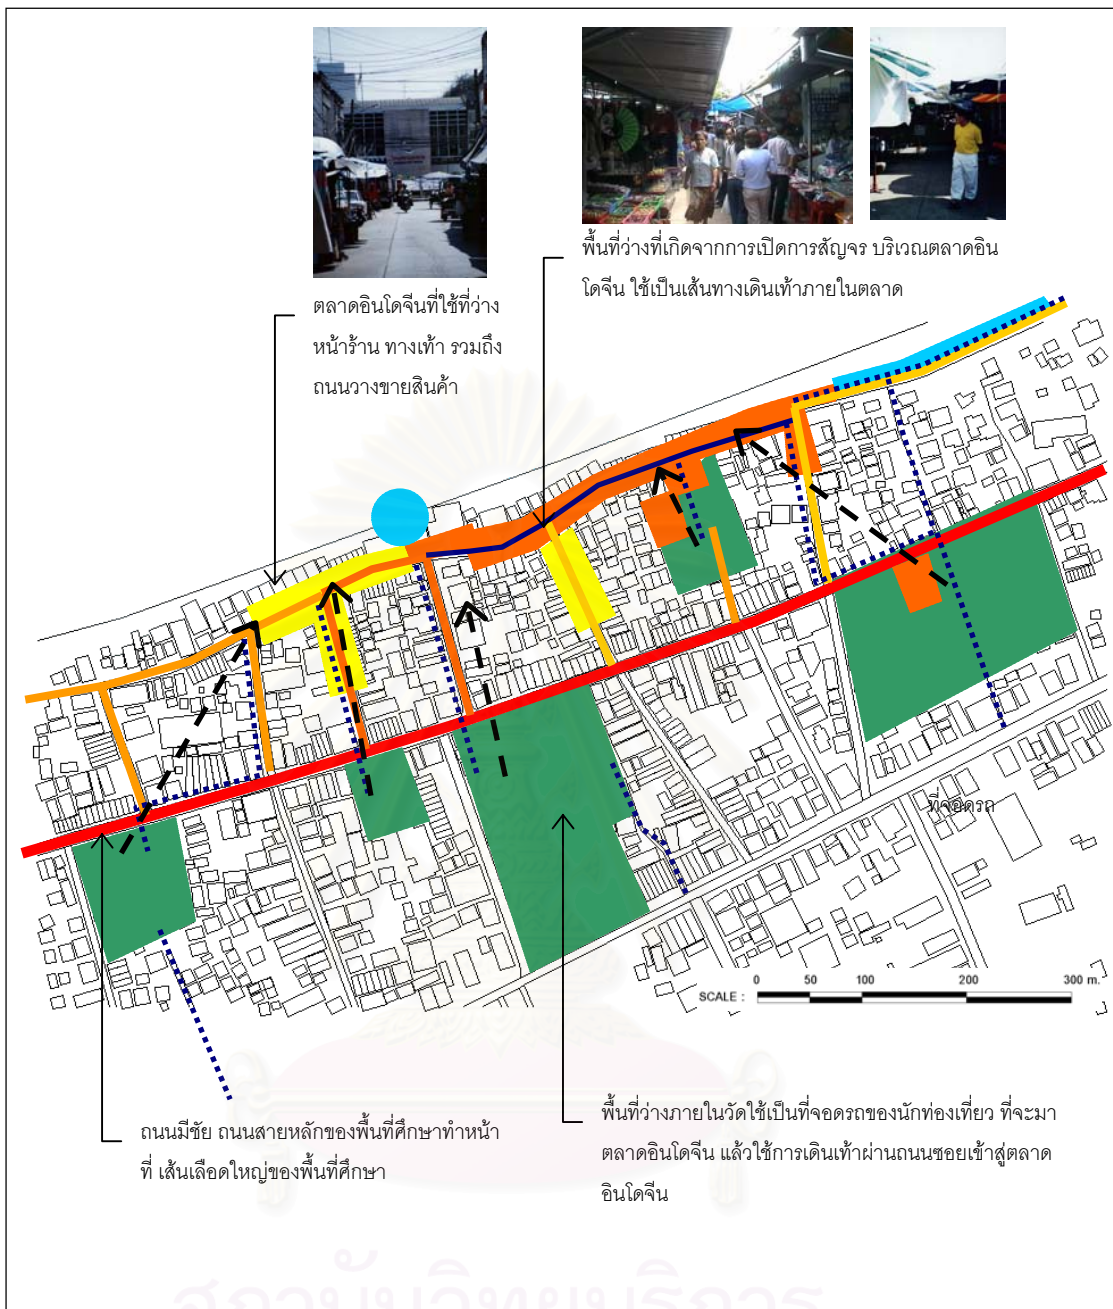 ตลาดอินโดจีนที่ใช้ที่ว่าง
หน้าร้าน ทางเท้า รวมถึง
ถนนวางขายสินค้า
พื้นที่ว่างที่เกิดจากการเปิดการสัญจร บริเวณตลาดอิน
โดจีน ใช้เป็นเส้นทางเดินเท้าภายในตลาด
ที่จอดรถ
0 50 100 200 300 m.
SCALE :
ถนนมีชัย ถนนสายหลักของพื้นที่ศึกษาทำหน้า
ที่ เส้นเลือดใหญ่ของพื้นที่ศึกษา
พื้นที่ว่างภายในวัดใช้เป็นที่จอดรถของนักท่องเที่ยว ที่จะมา
ตลาดอินโดจีน แล้วใช้การเดินเท้าผ่านถนนซอยเข้าสู่ตลาด
อินโดจีน
สถาบันวิทยบริการ